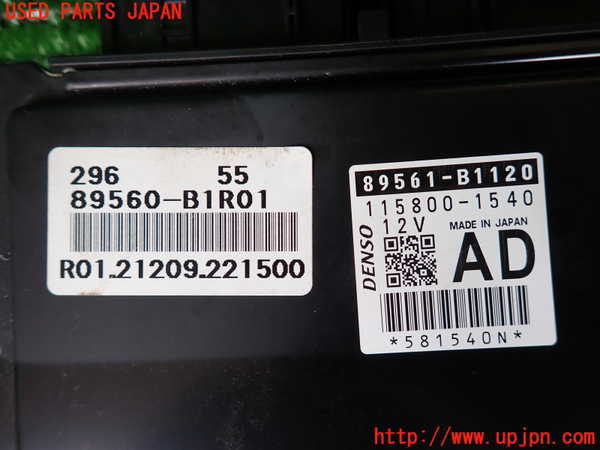 USED PARTS JAPAN
296 55
89560-B1R01
R01.21209.221500
89561-B1120
115800-1540
12V MADE IN JAPAN
DENSO
AD
*581540N*
http://www.upjpn.com/